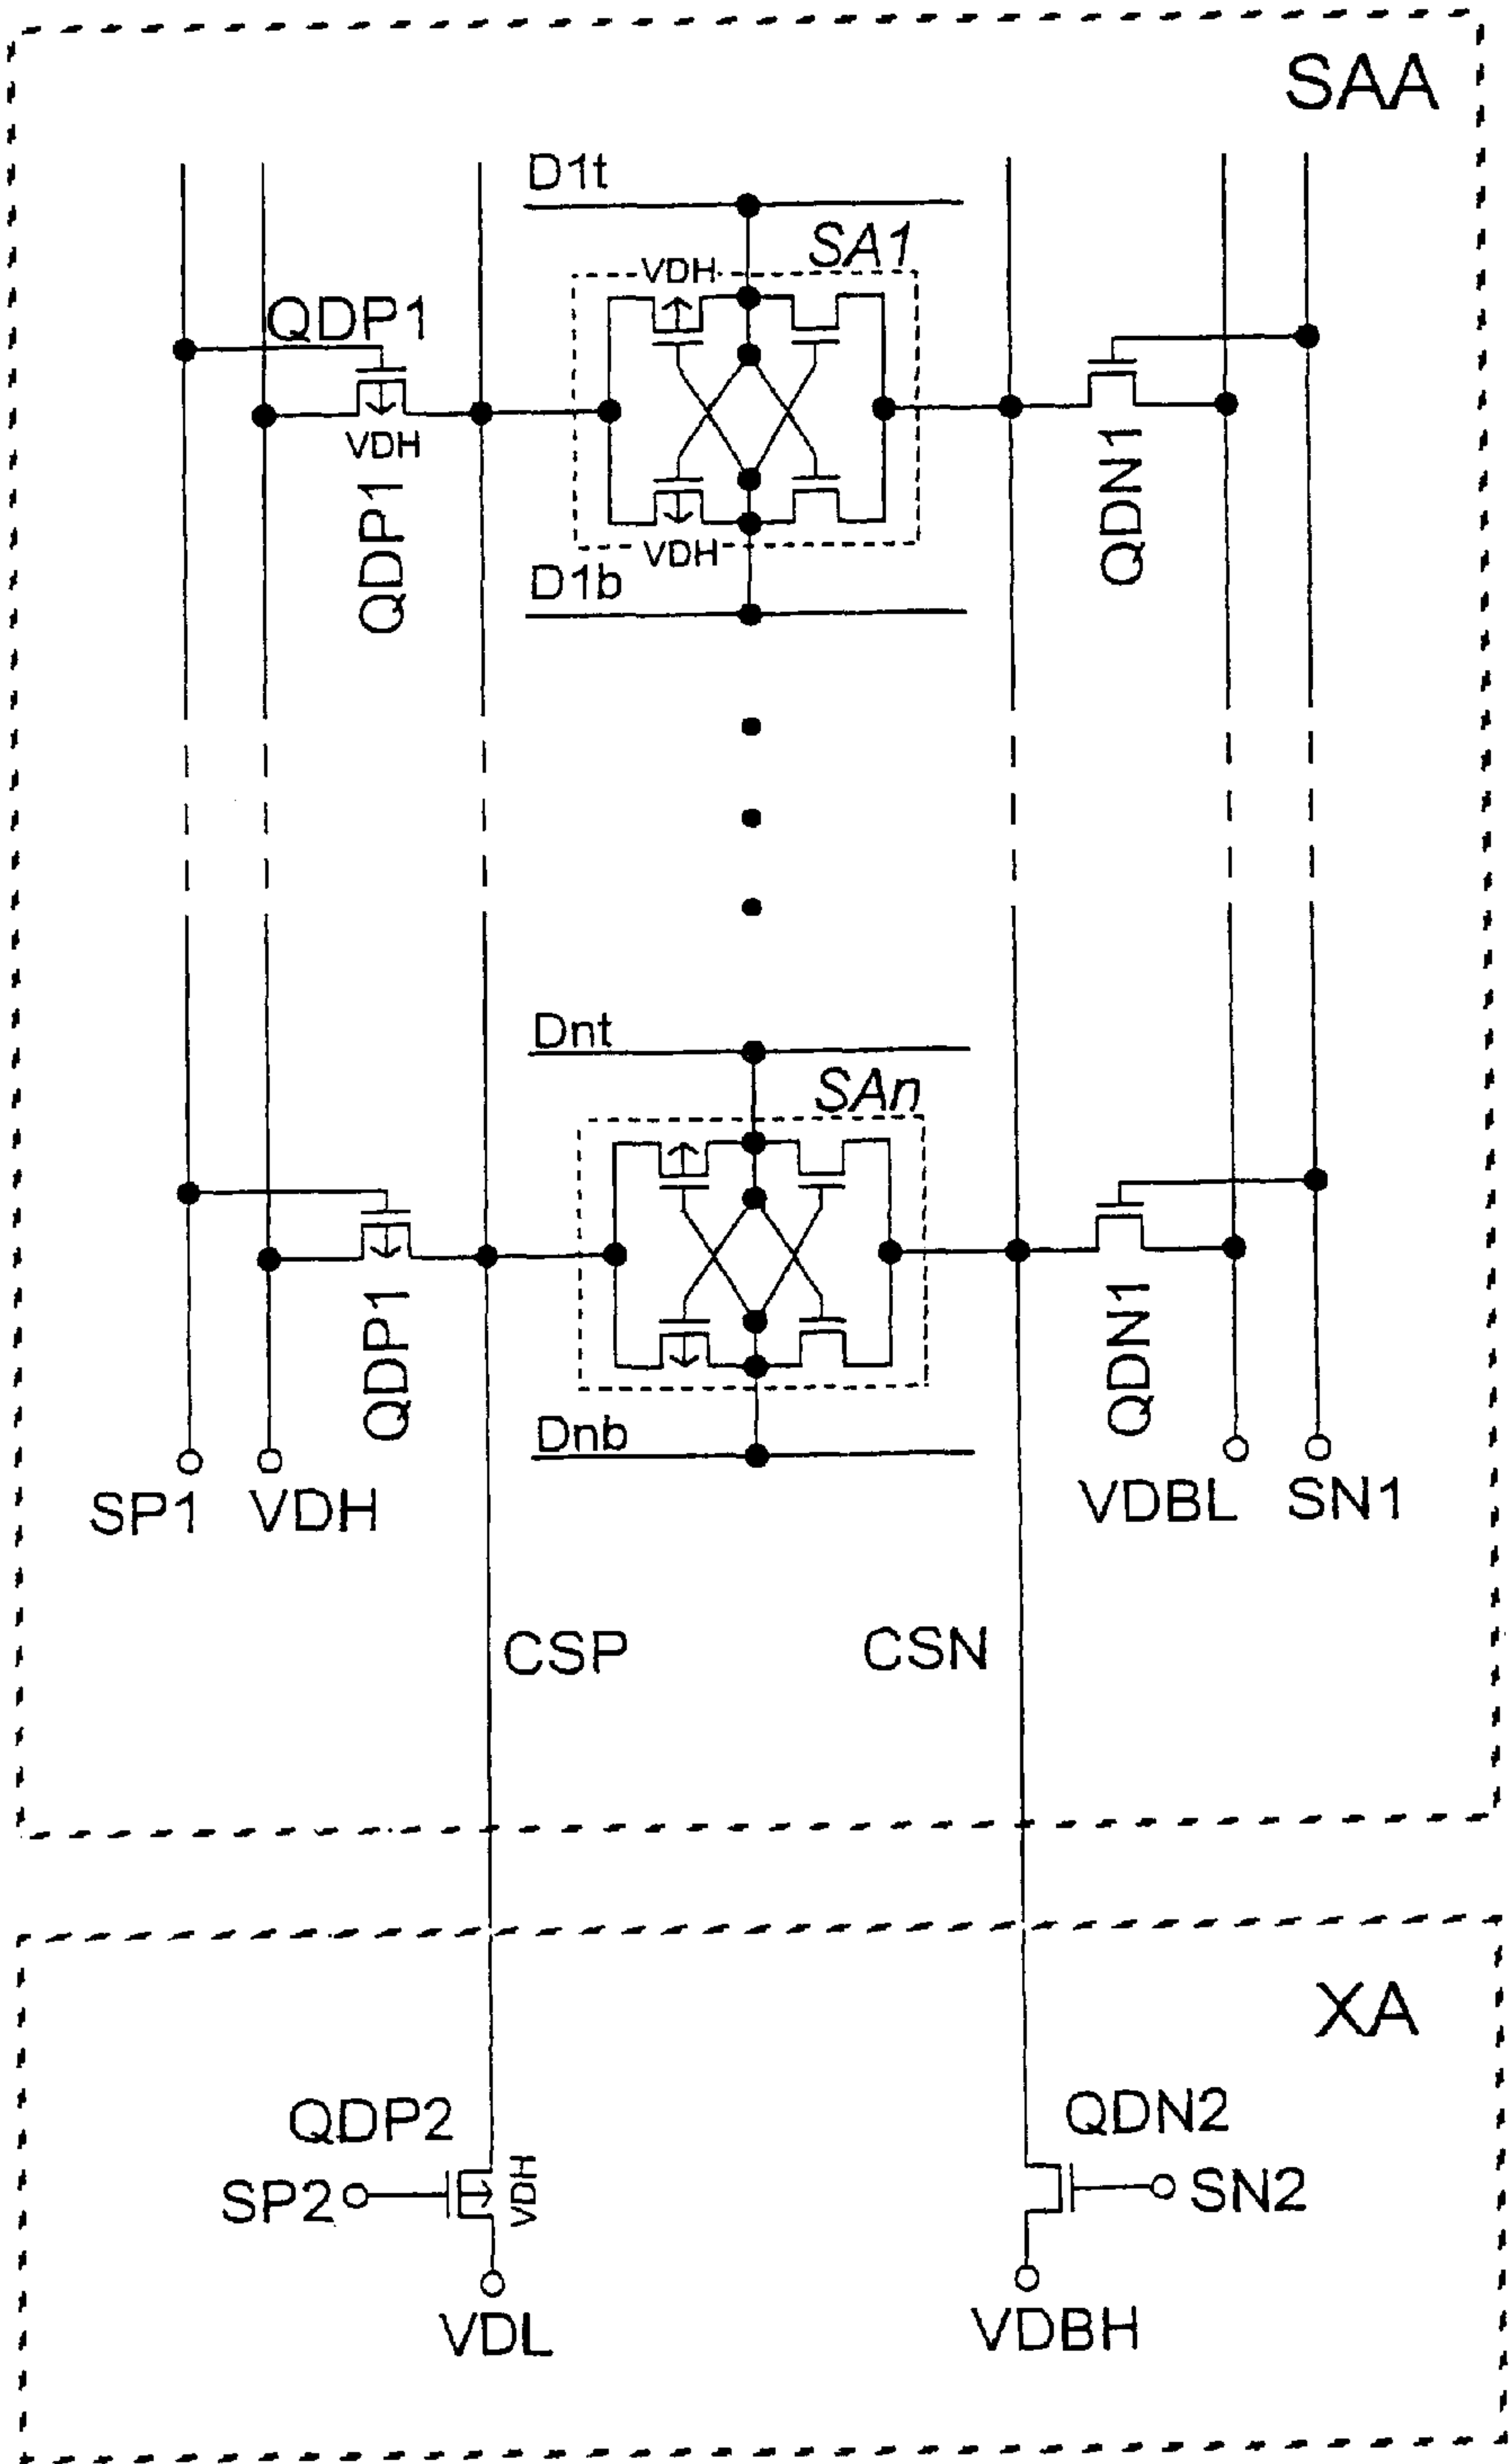 SAA
D1t
SA1
VDH
QDP1
VDH
QDP1
QDN1
VDH
D1b
Dnt
SAn
QDP1
QDN1
Dnb
SP1
VDH
VDBL
SN1
CSP
CSN
XA
QDP2
QDN2
SP2
VDH
SN2
VDL
VDBH